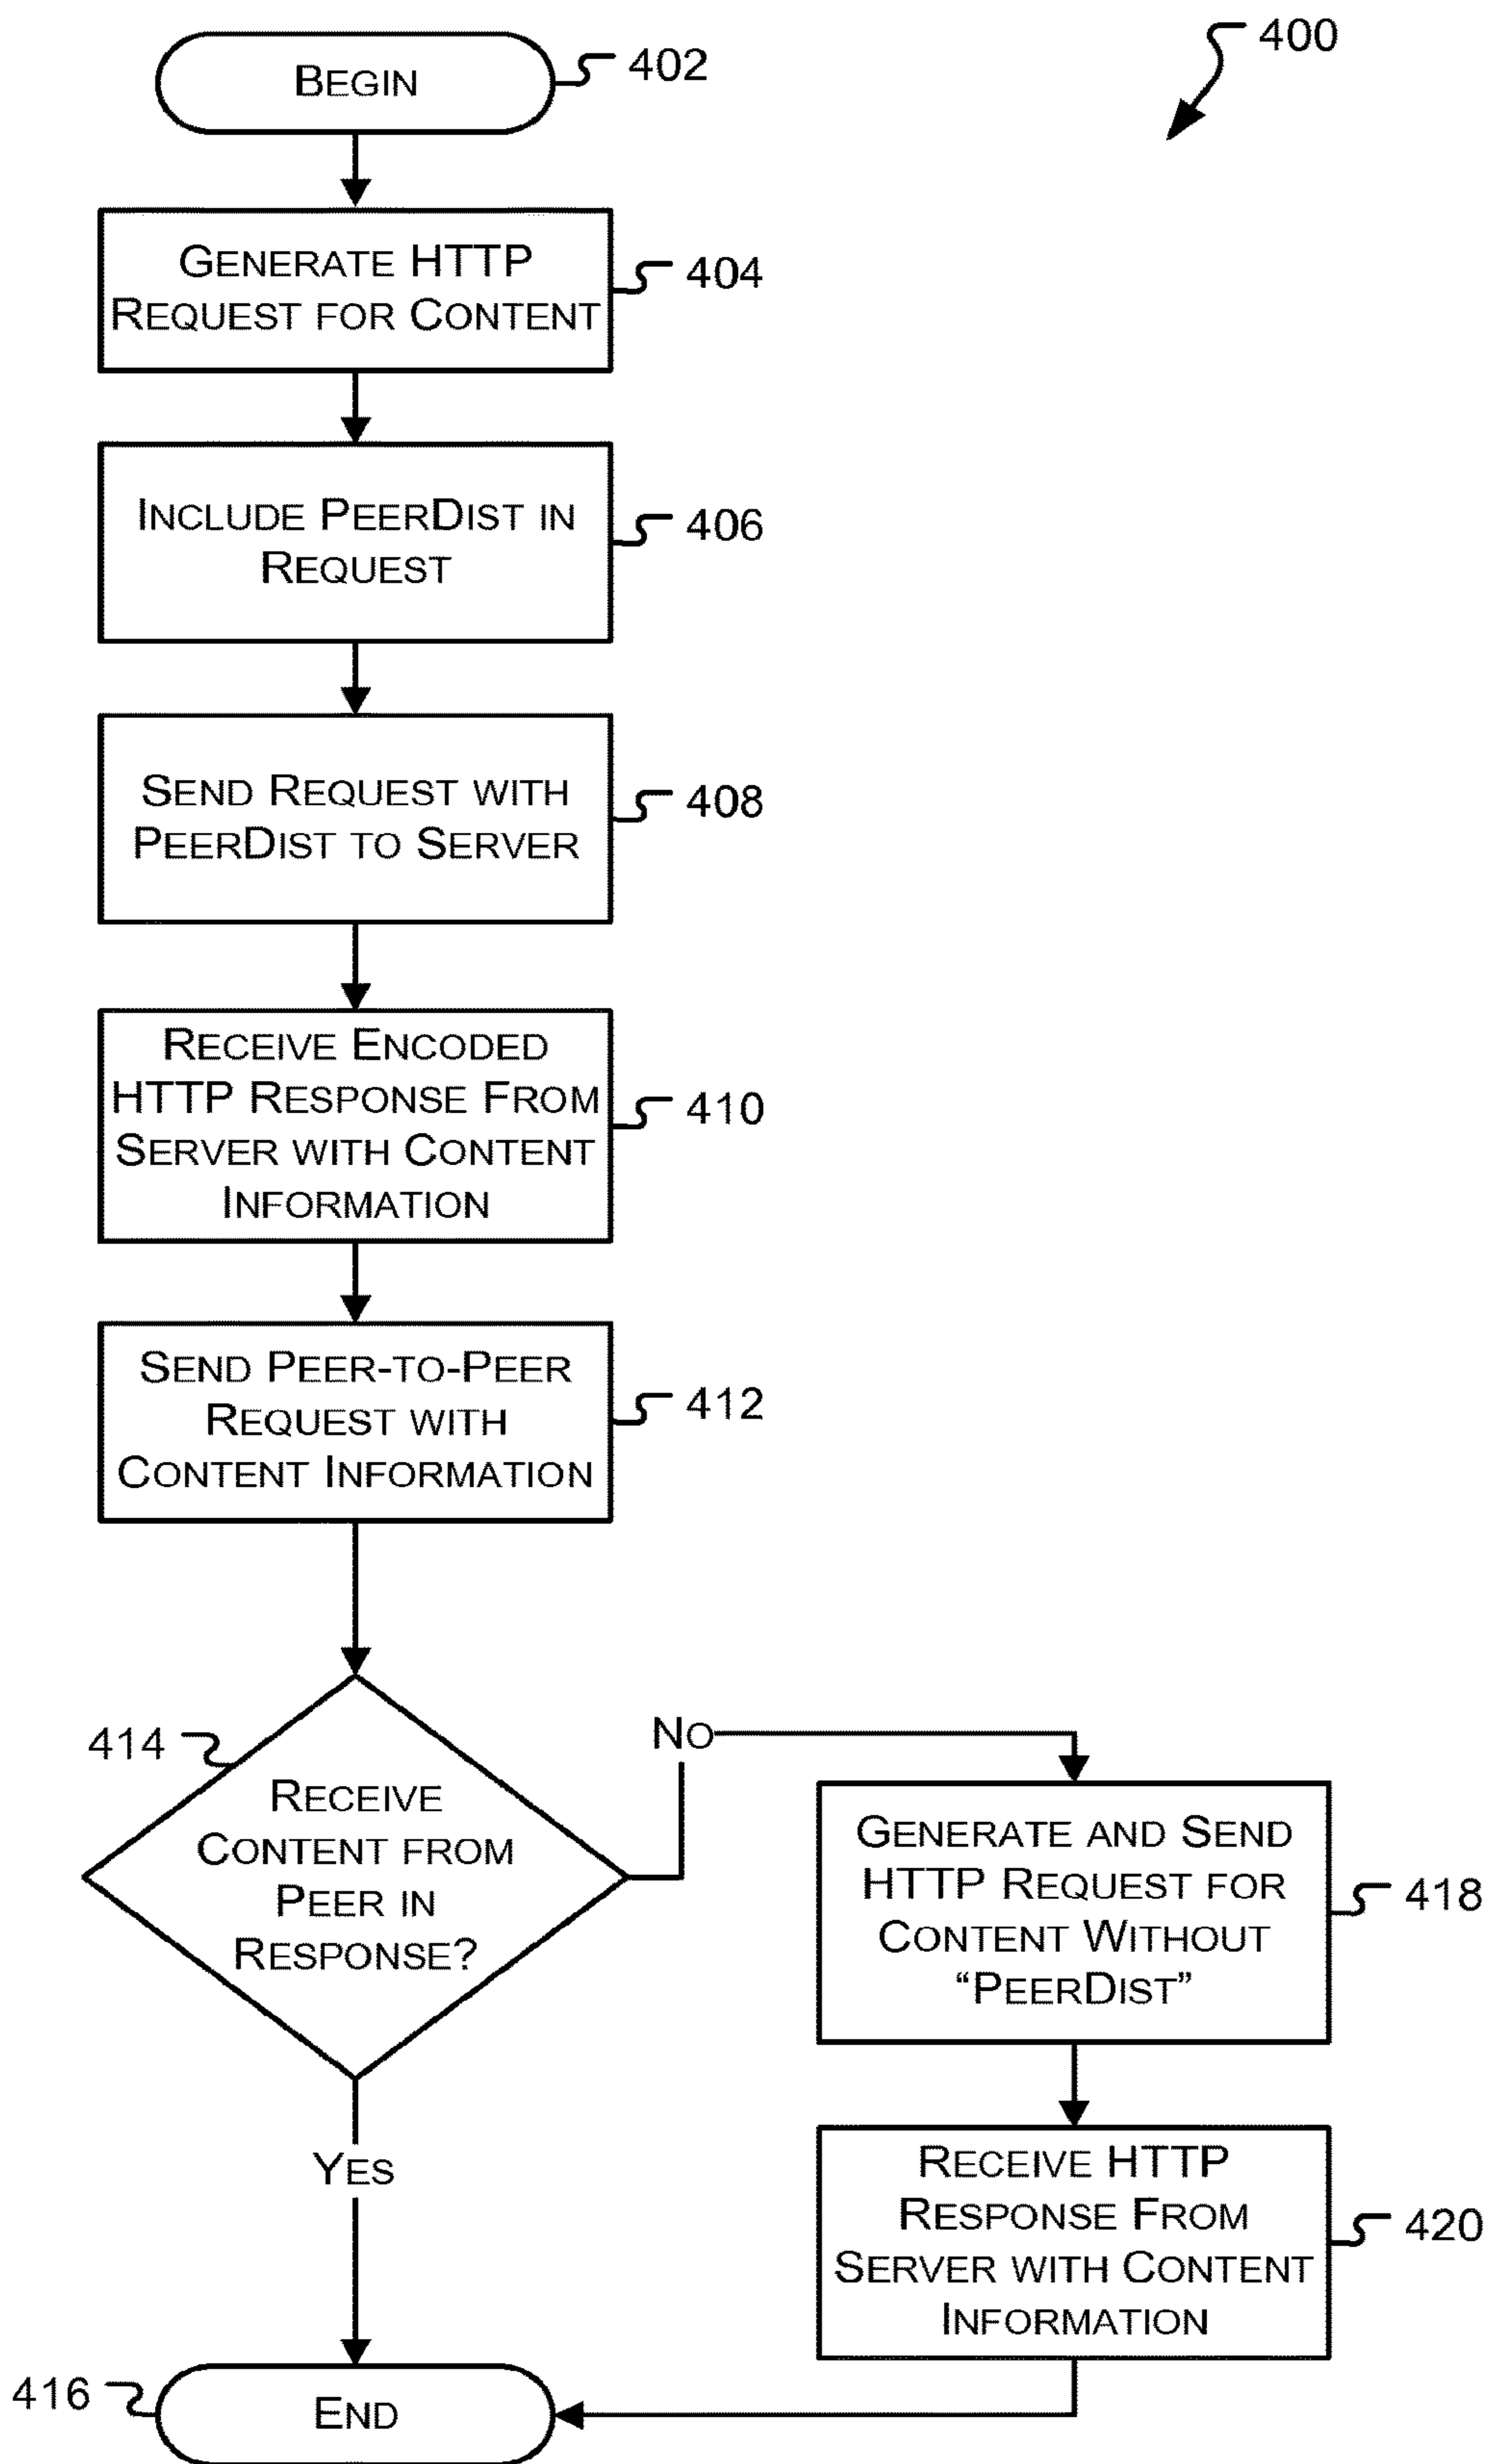 400
BEGIN
402
GENERATE HTTP
REQUEST FOR CONTENT
404
INCLUDE PEERDIST IN
REQUEST
406
SEND REQUEST WITH
PEERDIST TO SERVER
408
RECEIVE ENCODED
HTTP RESPONSE FROM
SERVER WITH CONTENT
INFORMATION
410
SEND PEER-TO-PEER
REQUEST WITH
CONTENT INFORMATION
412
414
RECEIVE
CONTENT FROM
PEER IN
RESPONSE?
NO
GENERATE AND SEND
HTTP REQUEST FOR
CONTENT WITHOUT
“PEERDIST”
418
YES
RECEIVE HTTP
RESPONSE FROM
SERVER WITH CONTENT
INFORMATION
420
416
END